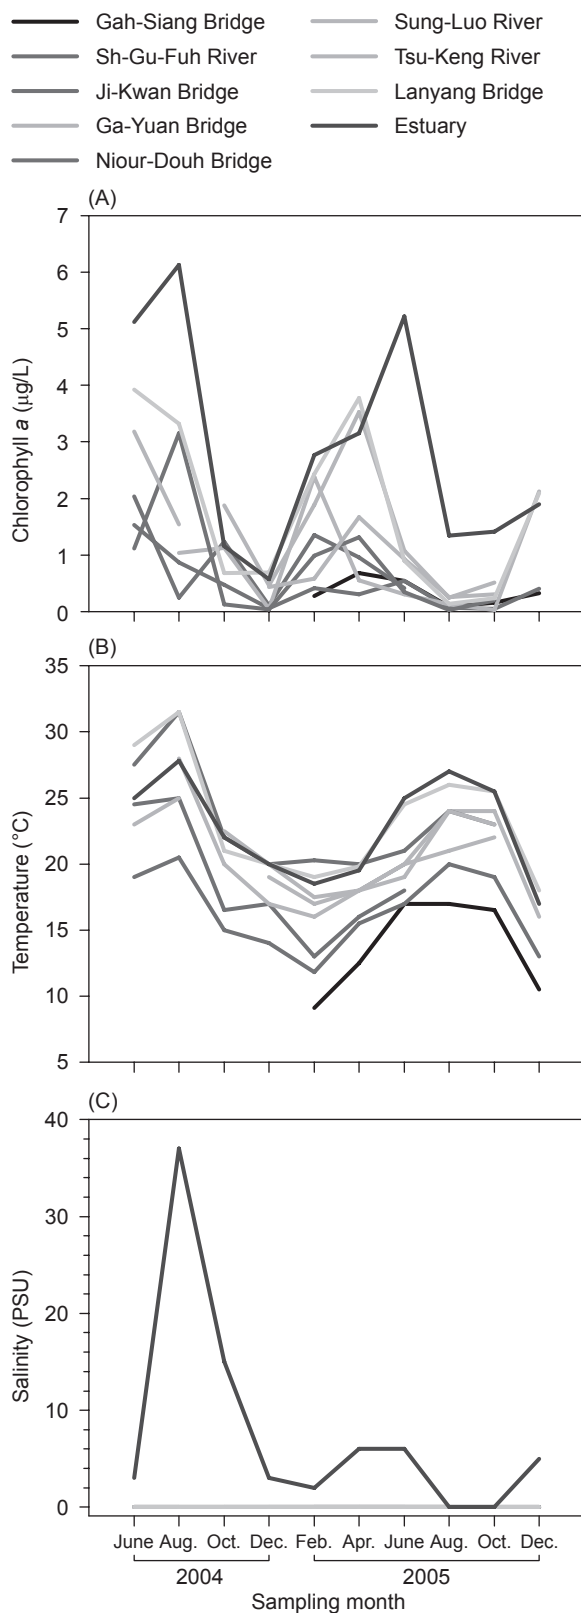 Gah-Siang Bridge
Sh-Gu-Fuh River
Ji-Kwan Bridge
Ga-Yuan Bridge
Niour-Douh Bridge
Sung-Luo River
Tsu-Keng River
Lanyang Bridge
Estuary
(A)
Chlorophyll a (μg/L)
7
6
5
4
3
2
1
0
(B)
Temperature (°C)
35
30
25
20
15
10
5
(C)
Salinity (PSU)
40
30
20
10
0
June Aug. Oct. Dec. Feb. Apr. June Aug. Oct. Dec.
2004 2005
Sampling month